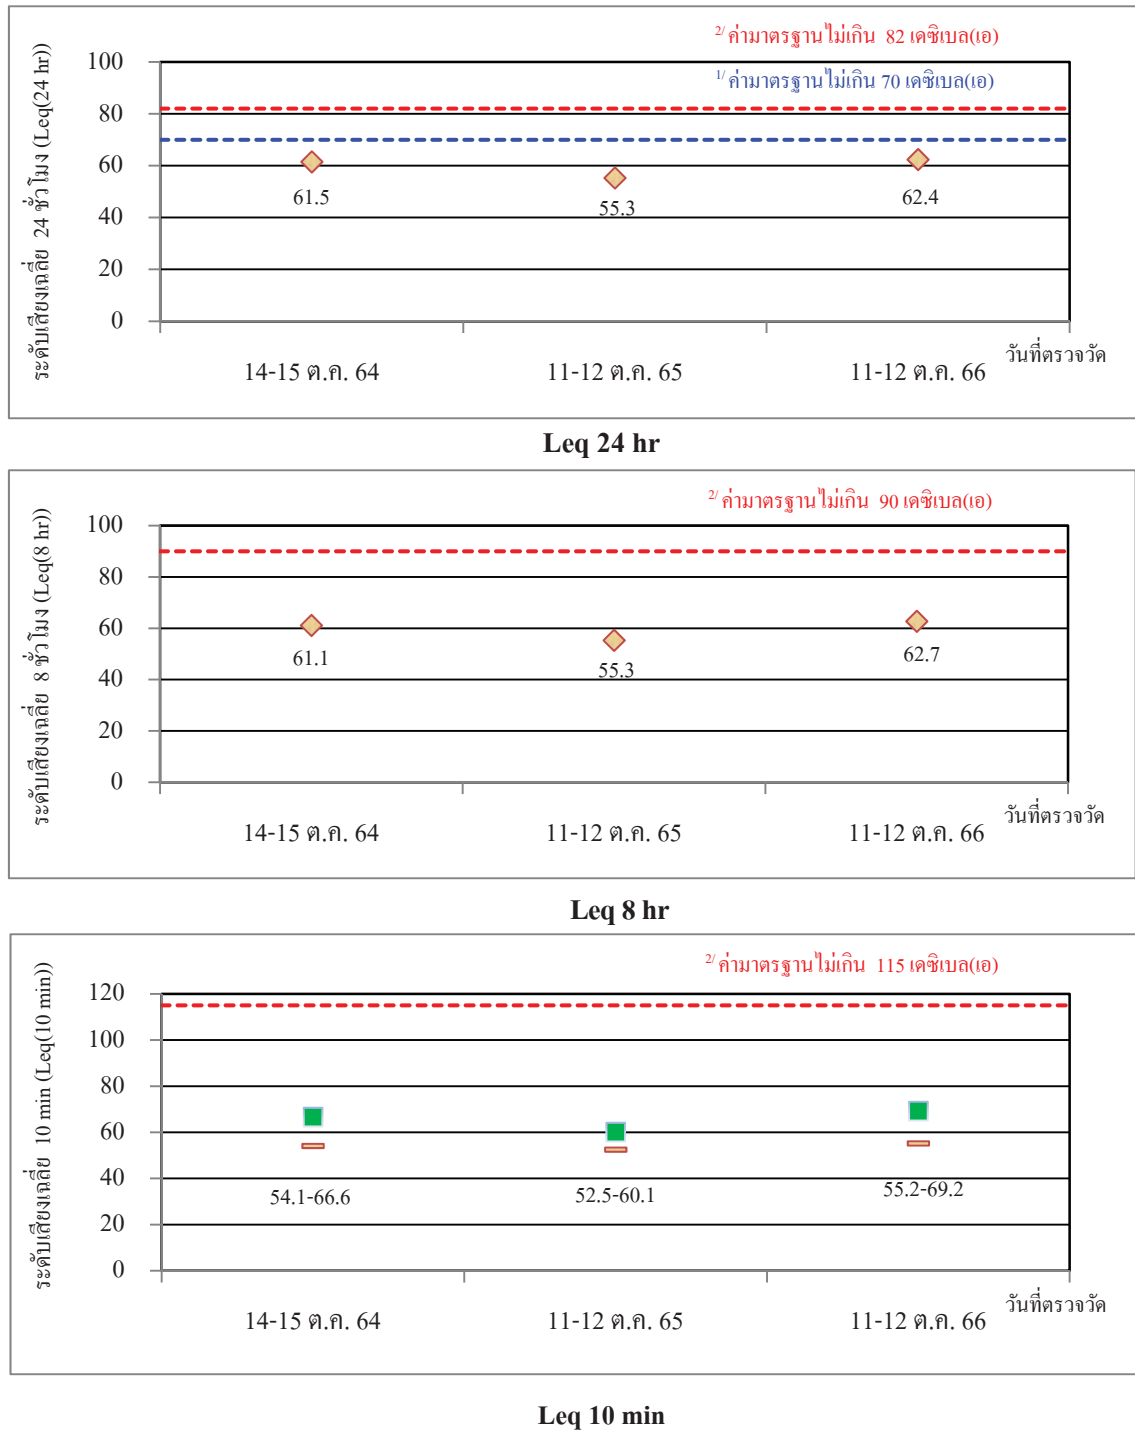 2/ ค่ามาตรฐานไม่เกิน 82 เดซิเบล(เอ)
1/ ค่ามาตรฐานไม่เกิน 70 เดซิเบล(เอ)
ระดับเสียงเฉลี่ย 24 ชั่วโมง (Leq(24 hr))
100
80
60
40
20
0
61.5
55.3
62.4
14-15 ต.ค. 64
11-12 ต.ค. 65
11-12 ต.ค. 66
วันที่ตรวจวัด
Leq 24 hr
2/ ค่ามาตรฐานไม่เกิน 90 เดซิเบล(เอ)
ระดับเสียงเฉลี่ย 8 ชั่วโมง (Leq(8 hr))
100
80
60
40
20
0
61.1
55.3
62.7
14-15 ต.ค. 64
11-12 ต.ค. 65
11-12 ต.ค. 66
วันที่ตรวจวัด
Leq 8 hr
2/ ค่ามาตรฐานไม่เกิน 115 เดซิเบล(เอ)
ระดับเสียงเฉลี่ย 10 min (Leq(10 min))
120
100
80
60
40
20
0
54.1-66.6
52.5-60.1
55.2-69.2
14-15 ต.ค. 64
11-12 ต.ค. 65
11-12 ต.ค. 66
วันที่ตรวจวัด
Leq 10 min